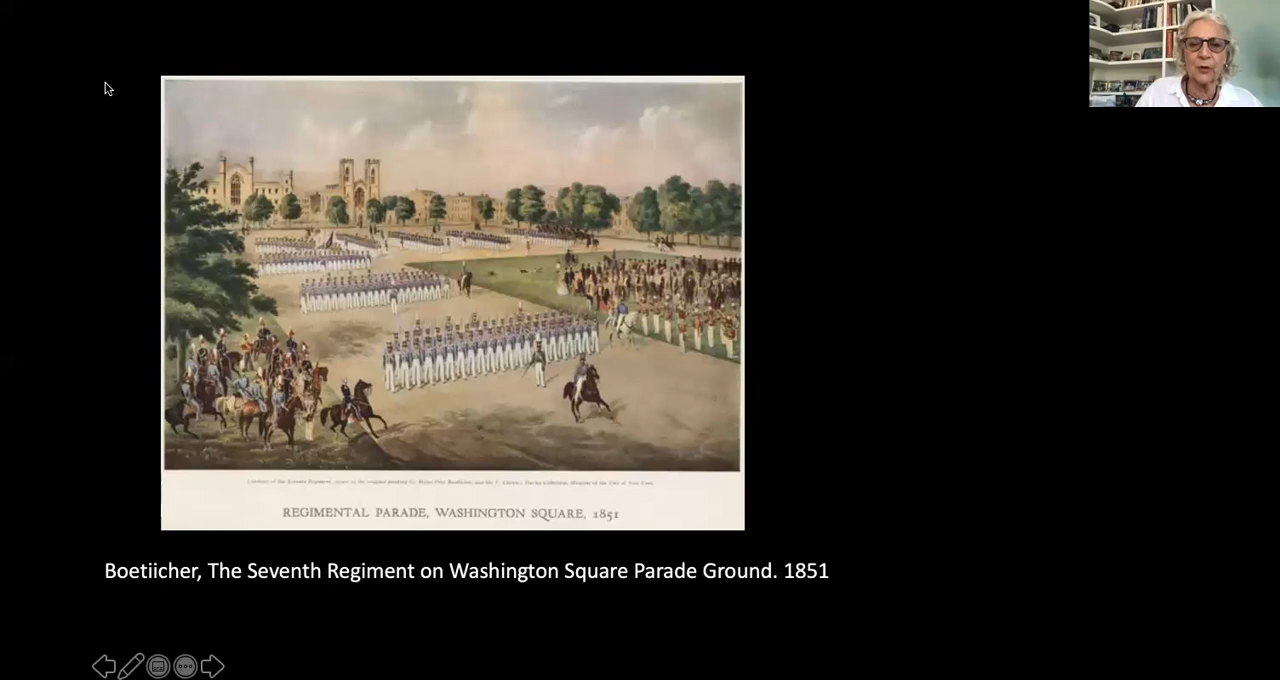 REGIMENTAL PARADE, WASHINGTON SQUARE, 1851
Boetiicher, The Seventh Regiment on Washington Square Parade Ground. 1851